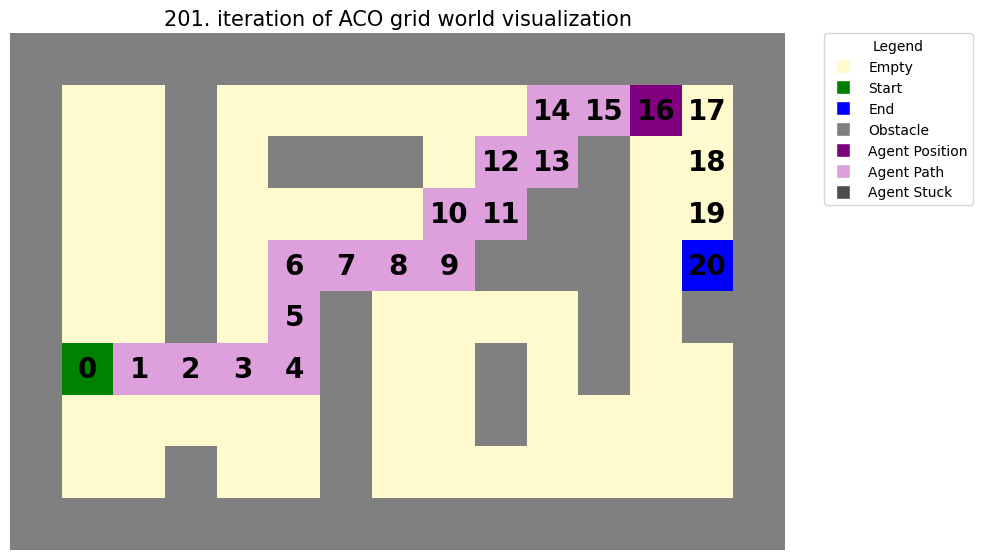 201. iteration of ACO grid world visualization
Legend
Empty
Start
End
Obstacle
Agent Position
Agent Path
Agent Stuck
14 15 16 17
12 13 18
10 11 19
6 7 8 9 20
5
0 1 2 3 4